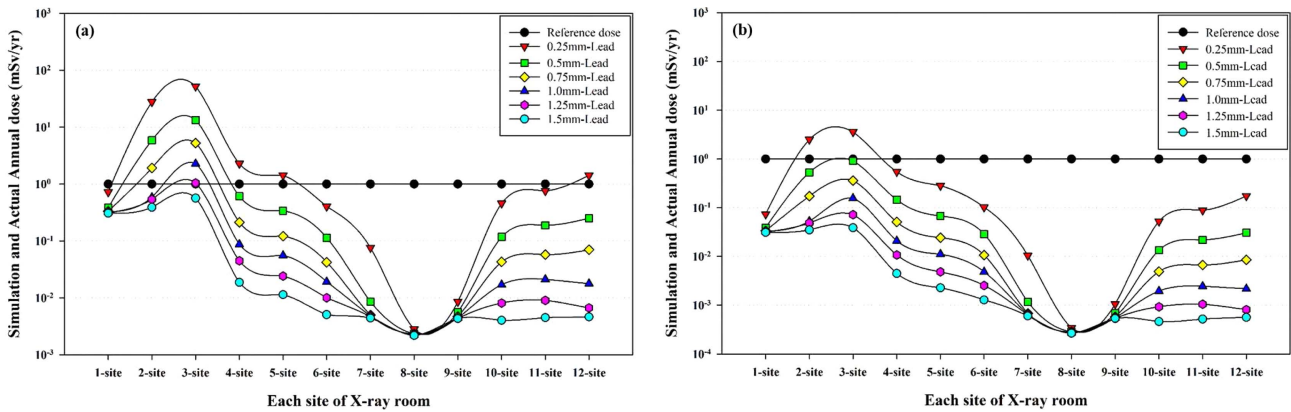 (a)
Simulation and Actual Annual dose (mSv/yr)
10³
10²
10¹
10⁰
10⁻¹
10⁻²
10⁻³
Reference dose
0.25mm-Lead
0.5mm-Lead
0.75mm-Lead
1.0mm-Lead
1.25mm-Lead
1.5mm-Lead
1-site 2-site 3-site 4-site 5-site 6-site 7-site 8-site 9-site 10-site 11-site 12-site
Each site of X-ray room
(b)
Simulation and Actual Annual dose (mSv/yr)
10³
10²
10¹
10⁰
10⁻¹
10⁻²
10⁻³
10⁻⁴
Reference dose
0.25mm-Lead
0.5mm-Lead
0.75mm-Lead
1.0mm-Lead
1.25mm-Lead
1.5mm-Lead
1-site 2-site 3-site 4-site 5-site 6-site 7-site 8-site 9-site 10-site 11-site 12-site
Each site of X-ray room